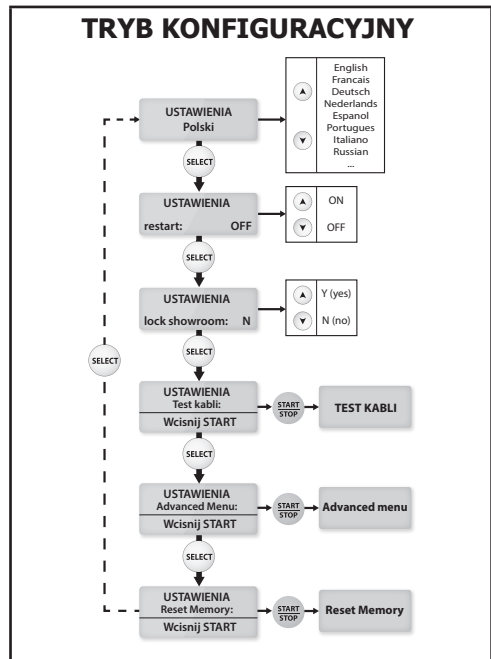 TRYB KONFIGURACYJNY
USTAWIENIA
Polski
English
Francais
Deutsch
Nederlands
Espanol
Portugues
Italiano
Russian
...
SELECT
USTAWIENIA
restart: OFF
ON
OFF
SELECT
USTAWIENIA
lock showroom: N
Y (yes)
N (no)
SELECT
SELECT
USTAWIENIA
Test kabli:
Wcisnij START
START
STOP
TEST KABLI
SELECT
USTAWIENIA
Advanced Menu:
Wcisnij START
START
STOP
Advanced menu
SELECT
USTAWIENIA
Reset Memory:
Wcisnij START
START
STOP
Reset Memory